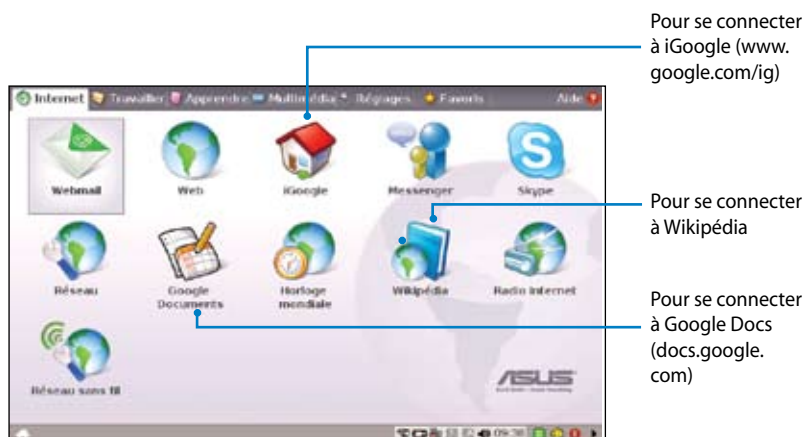 Pour se connecter
à iGoogle (www.
google.com/ig)
Internet Travailler Apprendre Multimédia Réglages Favoris Aide
Webmail Web iGoogle Messenger Skype
Pour se connecter
à Wikipédia
Réseau Google Documents Horloge mondiale Wikipédia Radio Internet
Pour se connecter
à Google Docs
(docs.google.
com)
Réseau sans fil
ASUS